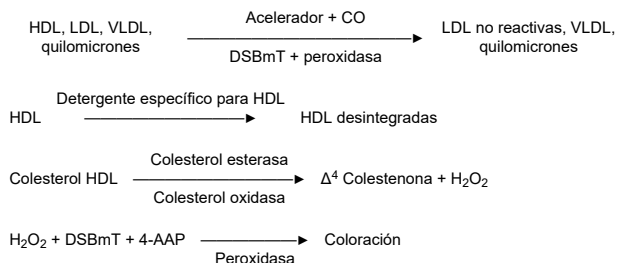 HDL, LDL, VLDL, quilomicrones
Acelerador + CO
DSBmT + peroxidasa
LDL no reactivas, VLDL, quilomicrones
Detergente específico para HDL
HDL ————————► HDL desintegradas
Colesterol esterasa
Colesterol HDL ————————► Δ⁴ Colestenona + H₂O₂
Colesterol oxidasa
H₂O₂ + DSBmT + 4-AAP ————► Coloración
Peroxidasa